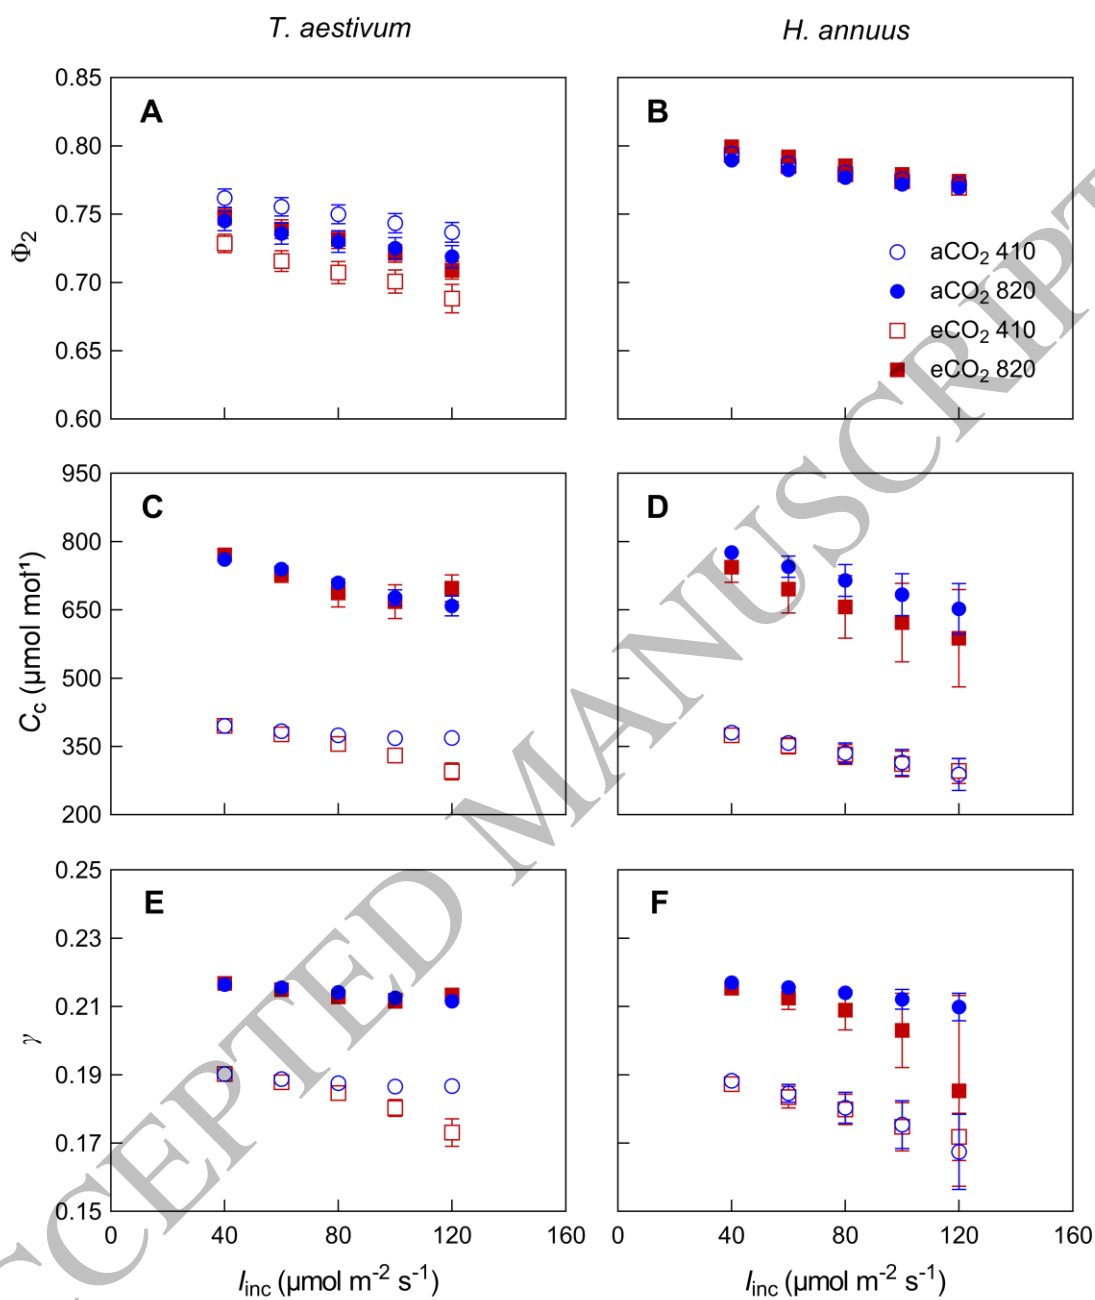 T. aestivum
H. annuus
0.85
0.80
0.75
0.70
0.65
0.60
Φ2
A
B
aCO2 410
aCO2 820
eCO2 410
eCO2 820
950
800
650
500
350
200
Cc (μmol mol¹)
C
D
0.25
0.23
0.21
0.19
0.17
0.15
γ
E
F
0 40 80 120 160
0 40 80 120 160
Iinc (μmol m-2 s-1)
Iinc (μmol m-2 s-1)
CCEPTED MANUSCRIPT